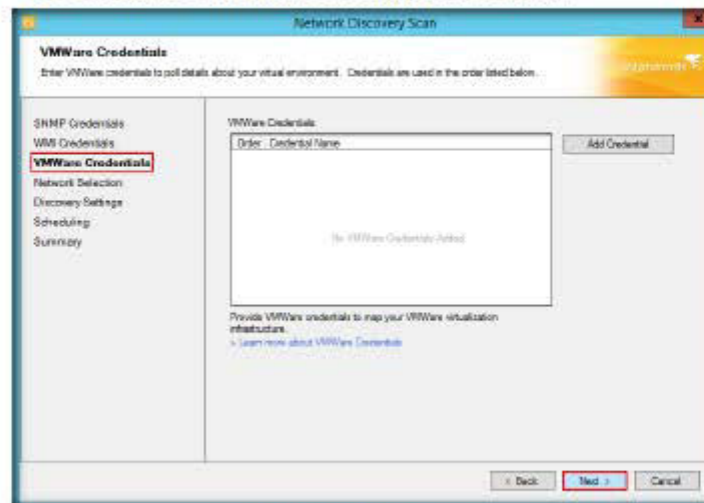 Network Discovery Scan
VMWare Credentials
Enter VMWare credentials to poll details about your virtual environment. Credentials are used in the order listed below.
solarwinds
SNMP Credentials
WMI Credentials
VMWare Credentials
Network Selection
Discovery Settings
Scheduling
Summary
VMWare Credentials:
Order Credential Name
Add Credential
No VMWare Credentials Added
Provide VMWare credentials to map your VMWare virtualization
infrastructure.
» Learn more about VMWare Credentials
< Back
Next >
Cancel